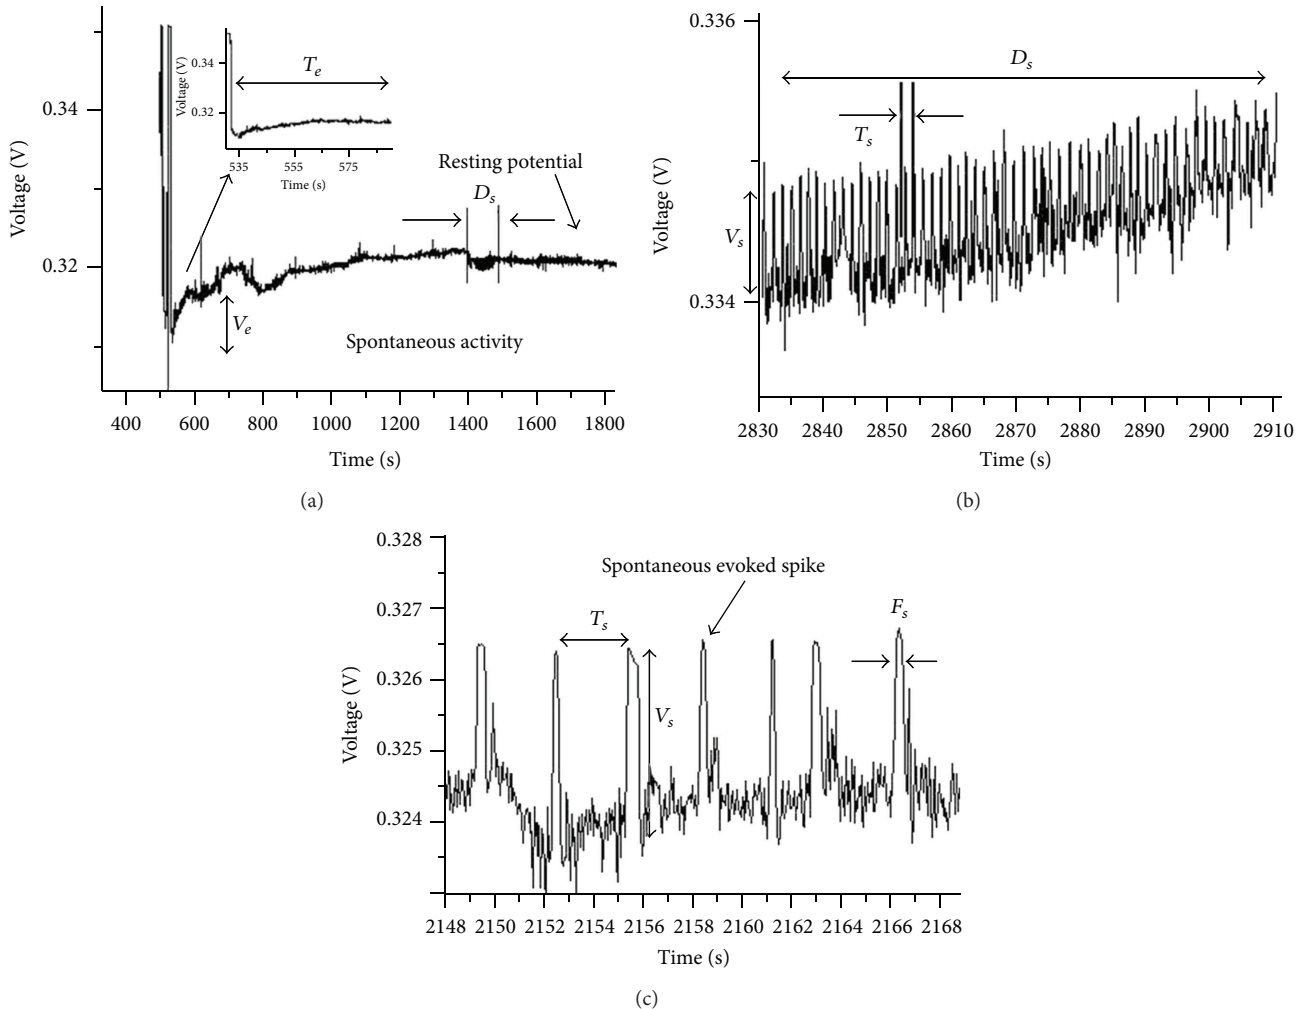 0.34
0.32
Voltage (V)
0.34
0.32
Voltage (V)
T_e
535 555 575
Time (s)
Resting potential
D_s
V_e
Spontaneous activity
400 600 800 1000 1200 1400 1600 1800
Time (s)
(a)
0.336
0.334
Voltage (V)
D_s
T_s
V_s
2830 2840 2850 2860 2870 2880 2890 2900 2910
Time (s)
(b)
0.328
0.327
0.326
0.325
0.324
Voltage (V)
Spontaneous evoked spike
T_s
V_s
F_s
2148 2150 2152 2154 2156 2158 2160 2162 2164 2166 2168
Time (s)
(c)